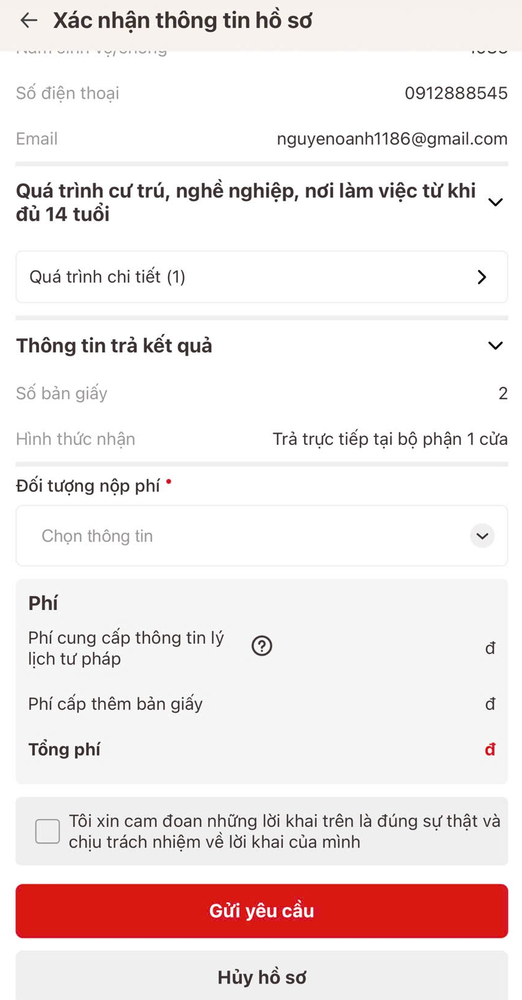 Xác nhận thông tin hồ sơ
Số điện thoại
0912888545
Email
nguyenoanh1186@gmail.com
Quá trình cư trú, nghề nghiệp, nơi làm việc từ khi
đủ 14 tuổi
Quá trình chi tiết (1)
Thông tin trả kết quả
Số bản giấy
2
Hình thức nhận
Trả trực tiếp tại bộ phận 1 cửa
Đối tượng nộp phí
Chọn thông tin
Phí
Phí cung cấp thông tin lý
lịch tư pháp
đ
Phí cấp thêm bản giấy
đ
Tổng phí
đ
Tôi xin cam đoan những lời khai trên là đúng sự thật và
chịu trách nhiệm về lời khai của mình
Gửi yêu cầu
Hủy hồ sơ